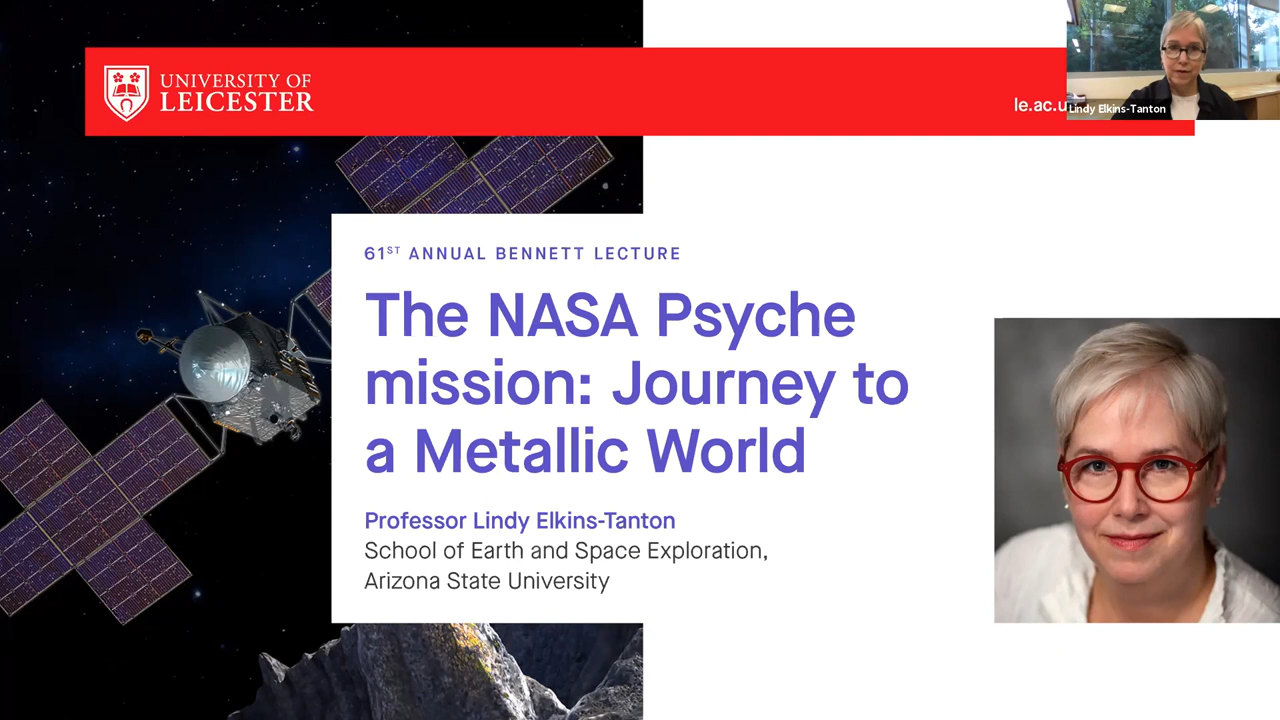 UNIVERSITY OF
LEICESTER
le.ac.u
Lindy Elkins-Tanton
61ST ANNUAL BENNETT LECTURE
The NASA Psyche
mission: Journey to
a Metallic World
Professor Lindy Elkins-Tanton
School of Earth and Space Exploration,
Arizona State University